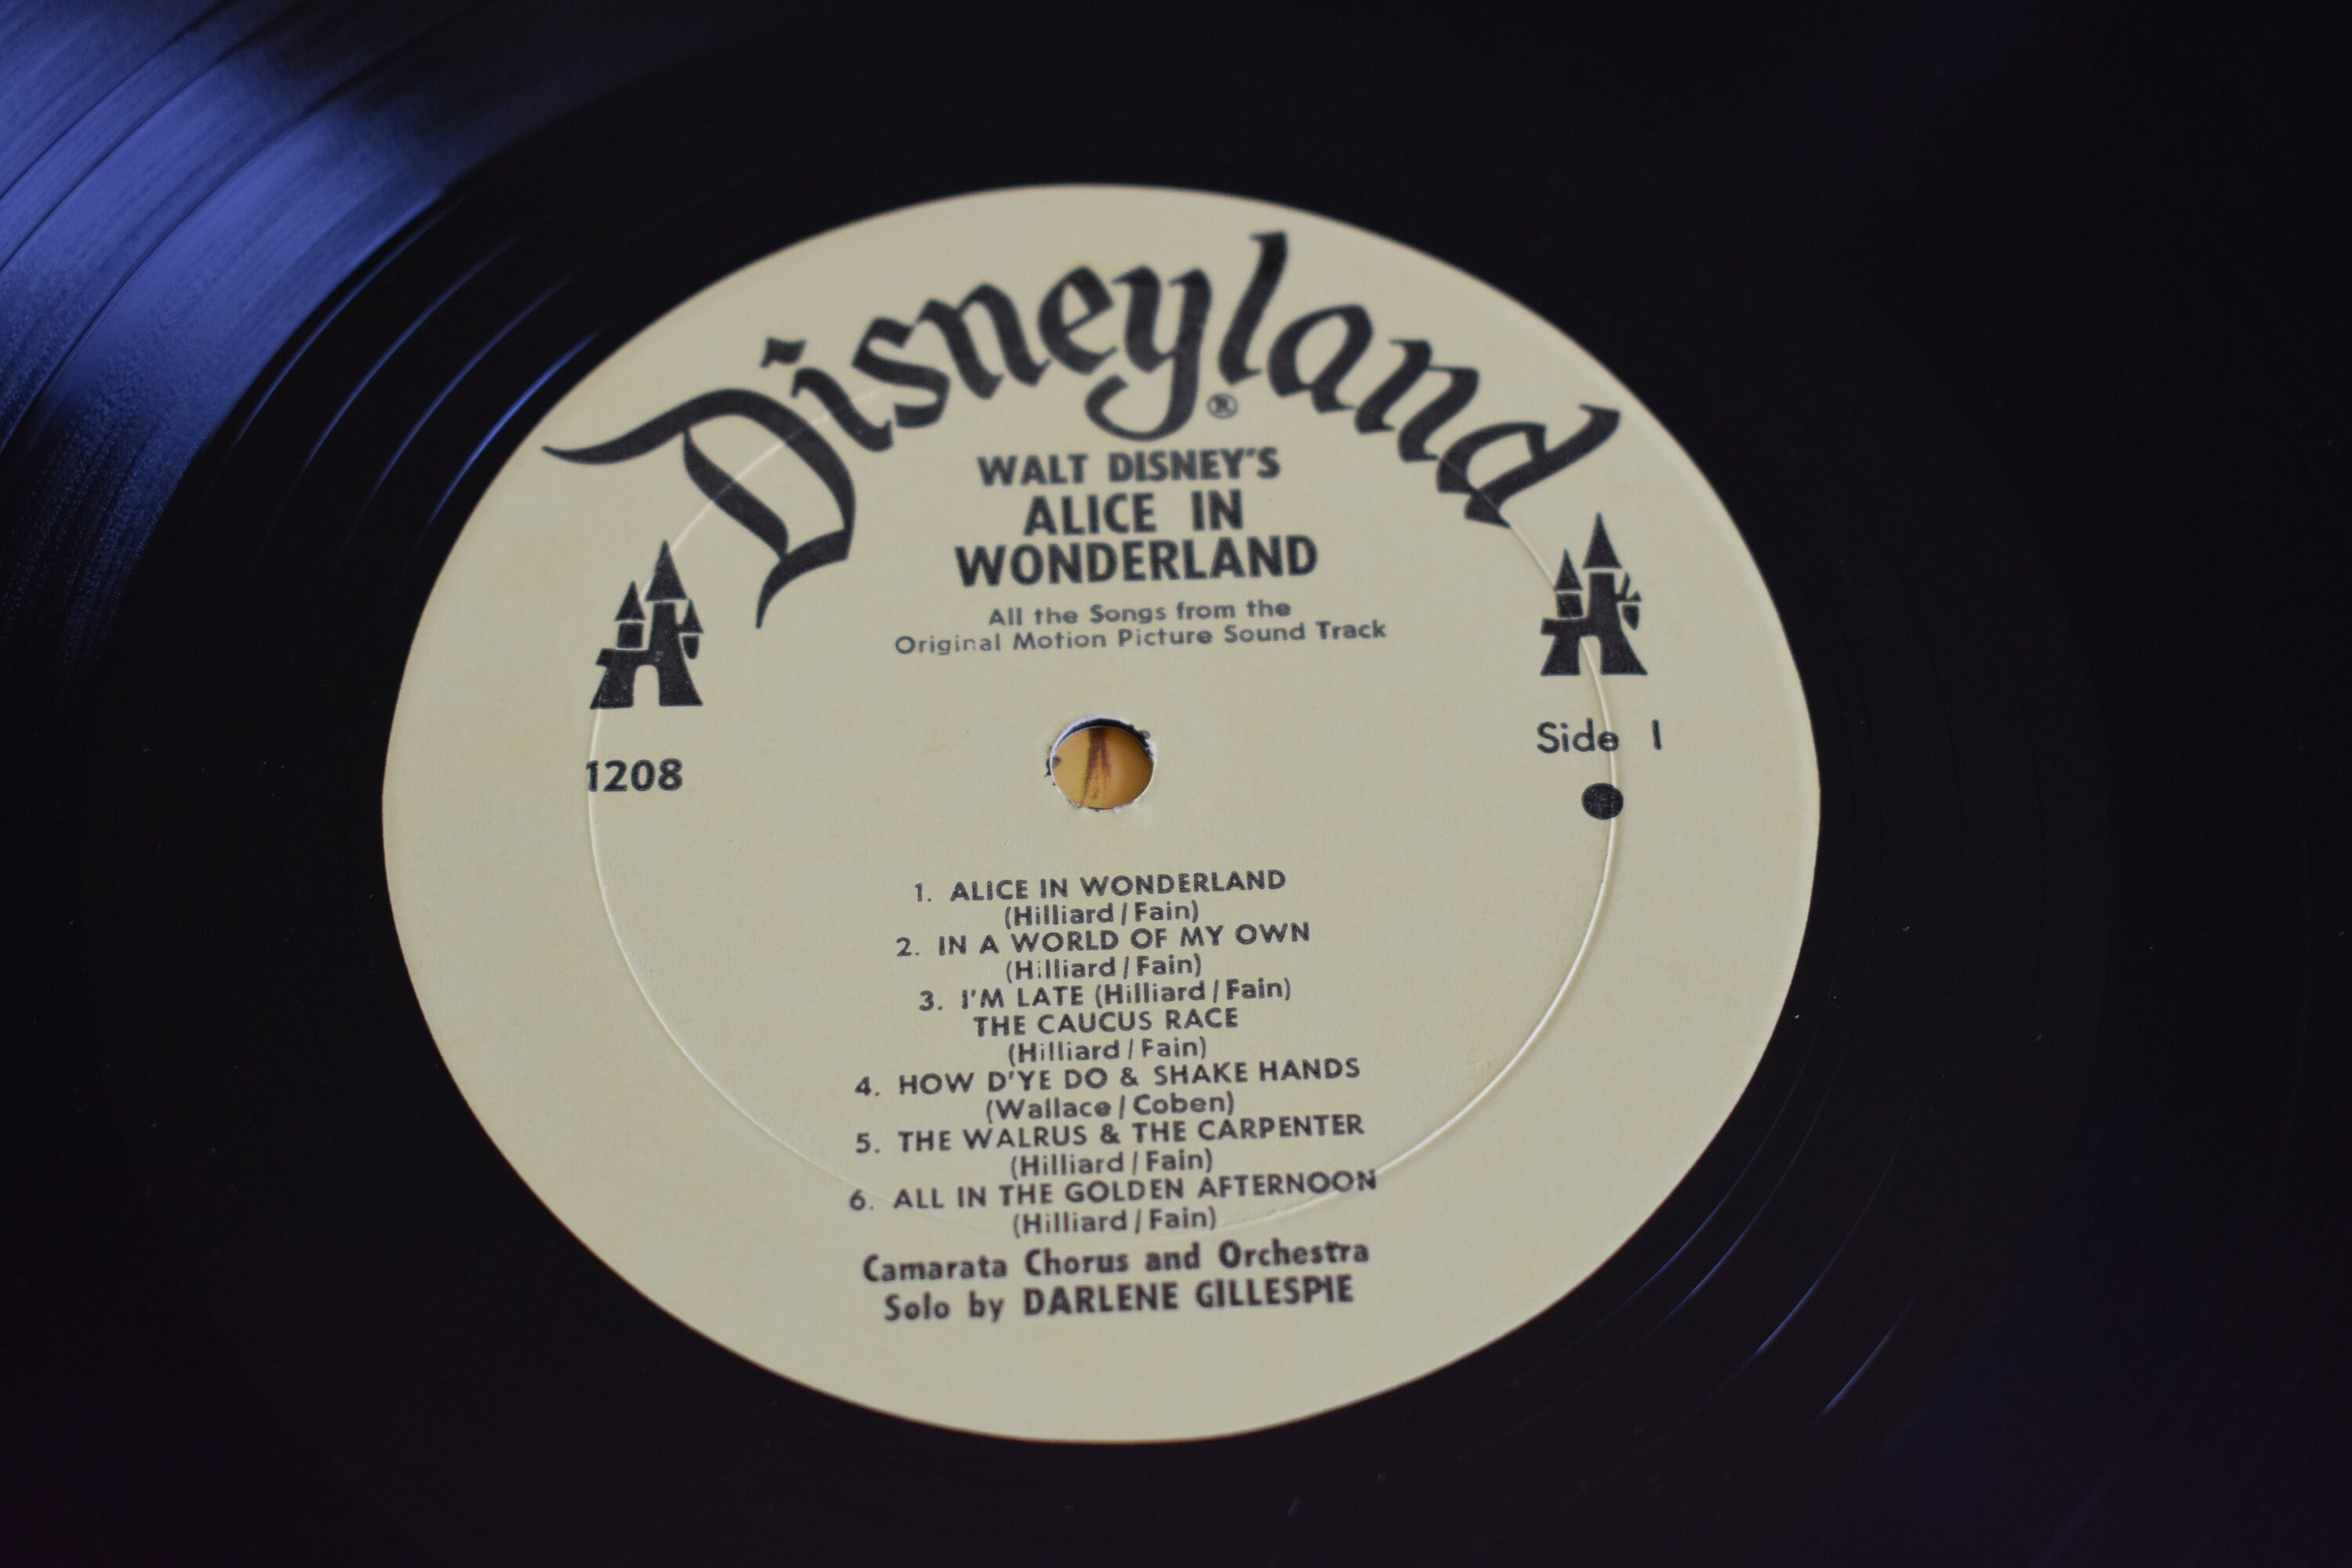 Disneyland®
WALT DISNEY'S
ALICE IN
WONDERLAND
All the Songs from the
Original Motion Picture Sound Track
1208
Side 1
1. ALICE IN WONDERLAND
(Hilliard/Fain)
2. IN A WORLD OF MY OWN
(Hilliard/Fain)
3. I'M LATE (Hilliard/Fain)
THE CAUCUS RACE
(Hilliard/Fain)
4. HOW D'YE DO & SHAKE HANDS
(Wallace/Coben)
5. THE WALRUS & THE CARPENTER
(Hilliard/Fain)
6. ALL IN THE GOLDEN AFTERNOON
(Hilliard/Fain)
Camarata Chorus and Orchestra
Solo by DARLENE GILLESPIE